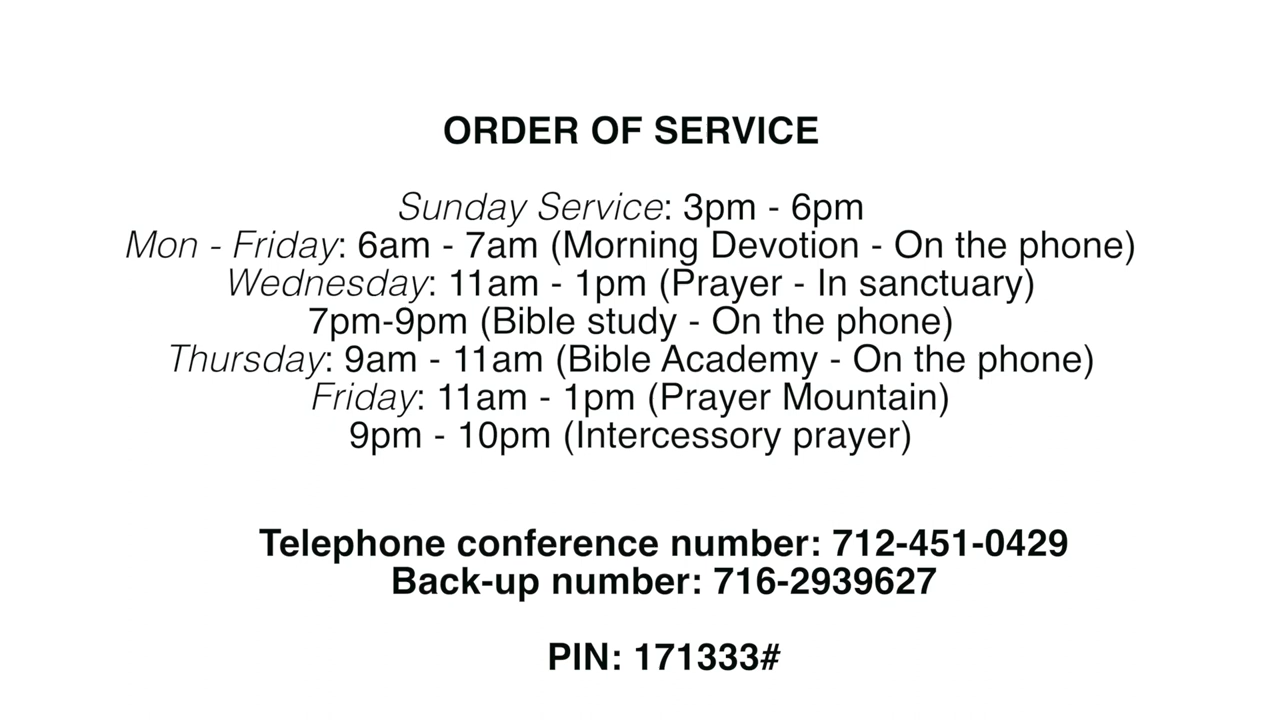 ORDER OF SERVICE
Sunday Service: 3pm - 6pm
Mon - Friday: 6am - 7am (Morning Devotion - On the phone)
Wednesday: 11am - 1pm (Prayer - In sanctuary)
7pm-9pm (Bible study - On the phone)
Thursday: 9am - 11am (Bible Academy - On the phone)
Friday: 11am - 1pm (Prayer Mountain)
9pm - 10pm (Intercessory prayer)
Telephone conference number: 712-451-0429
Back-up number: 716-2939627
PIN: 171333#